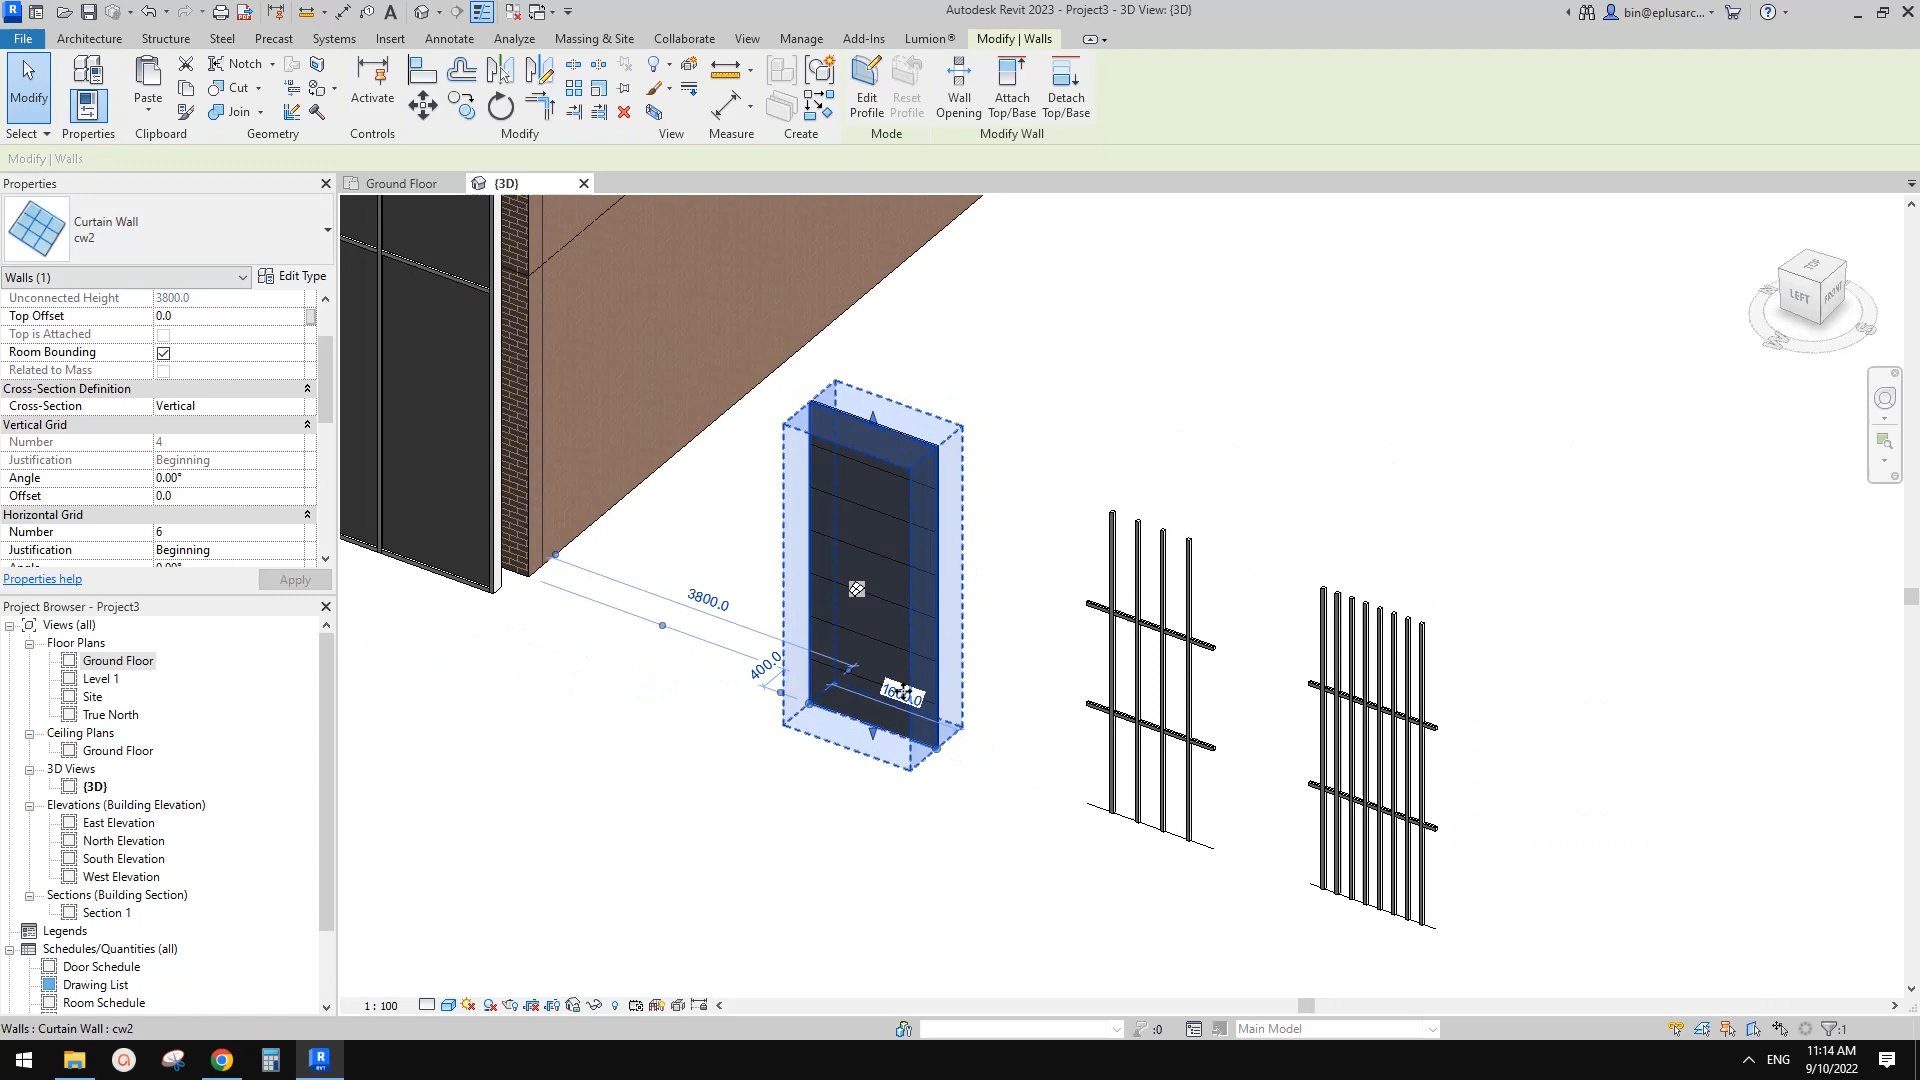 Autodesk Revit 2023 - Project3 - 3D View: {3D}
bin@eplusarc...
File Architecture Structure Steel Precast Systems Insert Annotate Analyze Massing & Site Collaborate View Manage Add-Ins Lumion® Modify | Walls
Modify
Select
Properties
Paste
Clipboard
Notch
Cut
Join
Geometry
Activate
Controls
Modify
View
Measure
Create
Edit Profile
Reset Profile
Mode
Wall Opening
Attach Top/Base
Detach Top/Base
Modify Wall
Modify | Walls
Properties
Ground Floor
{3D}
Curtain Wall
cw2
Walls (1)
Edit Type
Unconnected Height 3800.0
Top Offset 0.0
Top is Attached
Room Bounding
Related to Mass
Cross-Section Definition
Cross-Section Vertical
Vertical Grid
Number 4
Justification Beginning
Angle 0.00°
Offset 0.0
Horizontal Grid
Number 6
Justification Beginning
Properties help
Apply
Project Browser - Project3
Views (all)
Floor Plans
Ground Floor
Level 1
Site
True North
Ceiling Plans
Ground Floor
3D Views
{3D}
Elevations (Building Elevation)
East Elevation
North Elevation
South Elevation
West Elevation
Sections (Building Section)
Section 1
Legends
Schedules/Quantities (all)
Door Schedule
Drawing List
Room Schedule
3800.0
400.0
TOP
LEFT
FRONT
1 : 100
Walls : Curtain Wall : cw2
:0
Main Model
:1
ENG
11:14 AM
9/10/2022